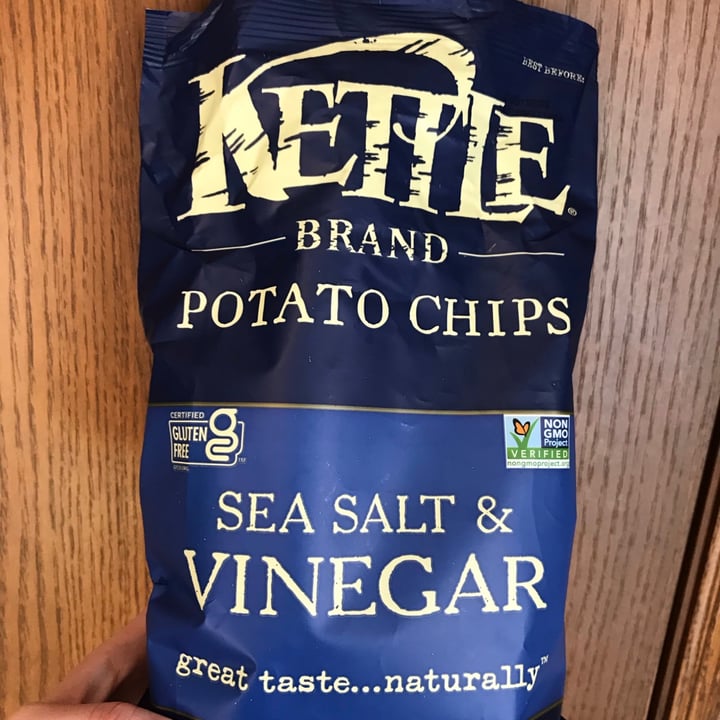 BEST BEFORE:
KETTLE®
BRAND
POTATO CHIPS
CERTIFIED
GLUTEN
FREE
NON
GMO
Project
VERIFIED
nongmoproject.org
SEA SALT &
VINEGAR
great taste...naturally™